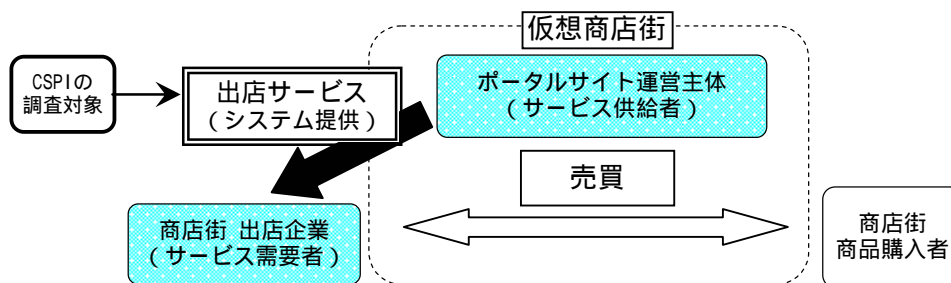 仮想商店街
CSPIの
調査対象
出店サービス
（システム提供）
ポータルサイト運営主体
（サービス供給者）
売買
商店街 出店企業
（サービス需要者）
商店街
商品購入者